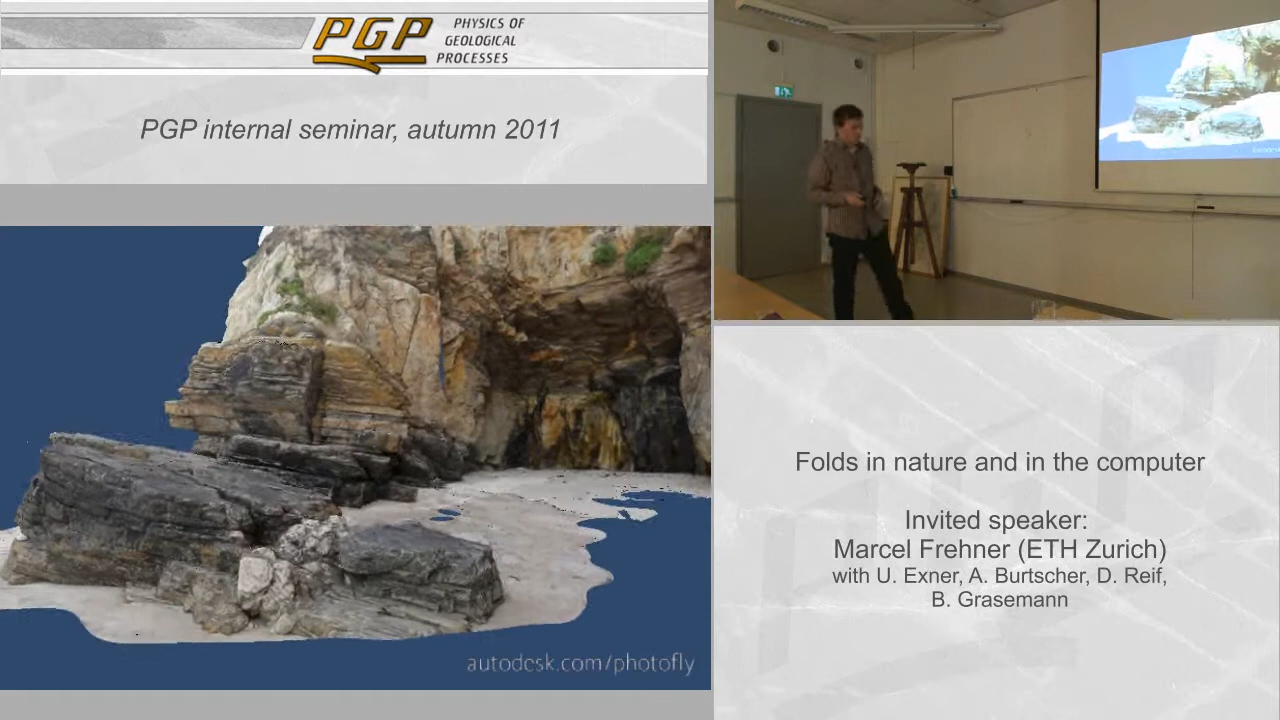 PGP
PHYSICS OF
GEOLOGICAL
PROCESSES
PGP internal seminar, autumn 2011
autodesk.com/photofly
Folds in nature and in the computer
Invited speaker:
Marcel Frehner (ETH Zurich)
with U. Exner, A. Burtscher, D. Reif,
B. Grasemann